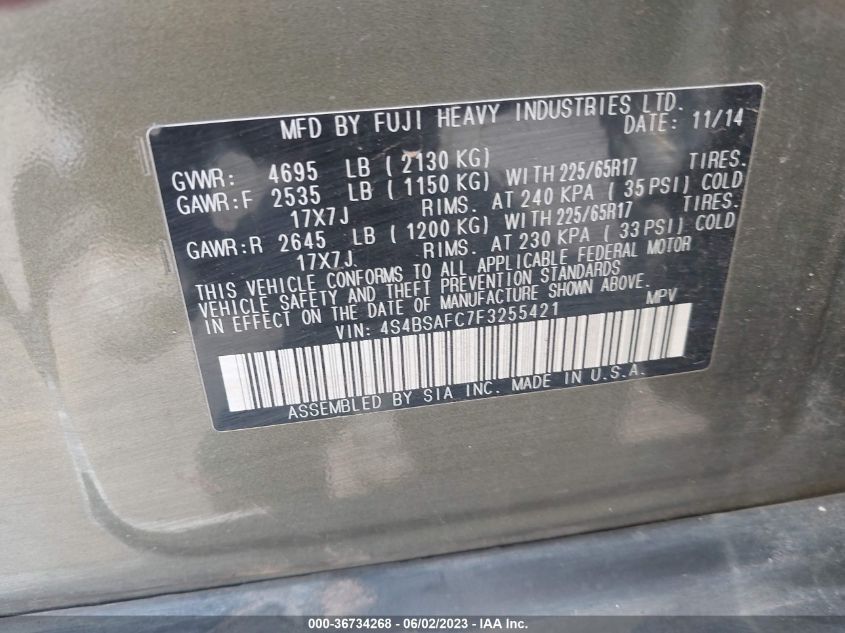 MFD BY FUJI HEAVY INDUSTRIES LTD.
DATE: 11/14
GVWR: 4695 LB ( 2130 KG)
GAWR:F 2535 LB ( 1150 KG) WITH 225/65R17 TIRES.
17X7J RIMS. AT 240 KPA ( 35 PSI) COLD
GAWR:R 2645 LB ( 1200 KG) WITH 225/65R17 TIRES.
17X7J RIMS. AT 230 KPA ( 33 PSI) COLD
THIS VEHICLE CONFORMS TO ALL APPLICABLE FEDERAL MOTOR
VEHICLE SAFETY AND THEFT PREVENTION STANDARDS
IN EFFECT ON THE DATE OF MANUFACTURE SHOWN ABOVE.
VIN: 4S4BSAFC7F3255421 MPV
ASSEMBLED BY SIA INC. MADE IN U.S.A.
000-36734268 - 06/02/2023 - IAA Inc.